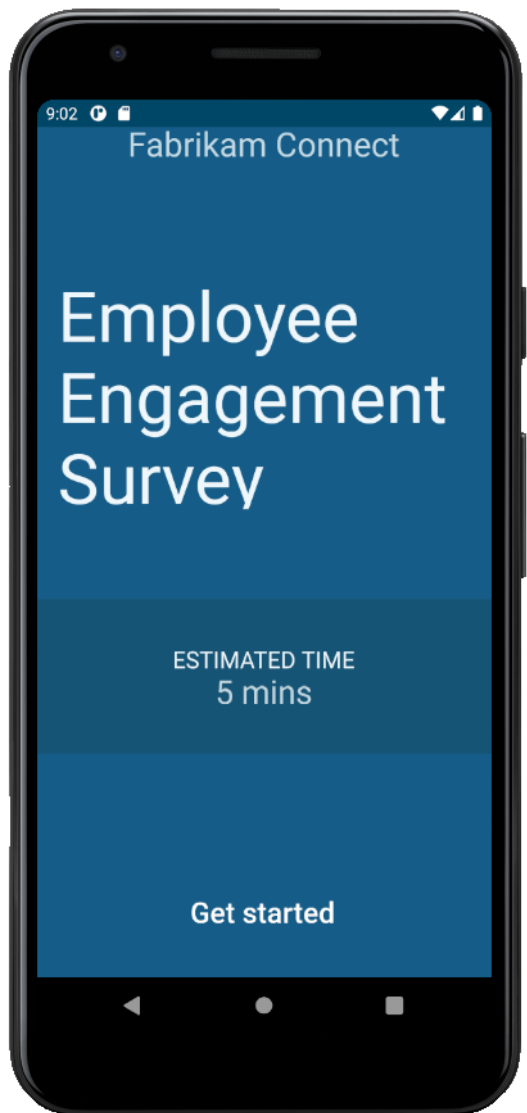 9:02
Fabrikam Connect
Employee
Engagement
Survey
ESTIMATED TIME
5 mins
Get started